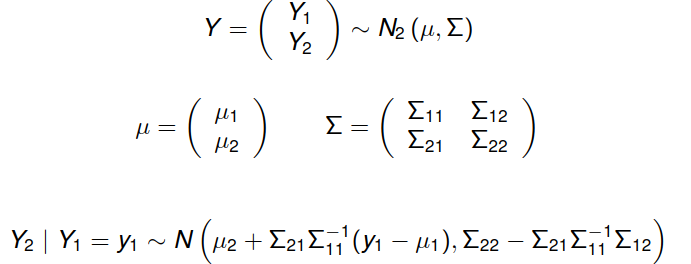 Y = ( Y₁ Y₂ ) ∼ N₂ (μ, Σ)
μ = ( μ₁ μ₂ ) Σ = ( Σ₁₁ Σ₁₂ Σ₂₁ Σ₂₂ )
Y₂ | Y₁ = y₁ ∼ N ( μ₂ + Σ₂₁Σ₁₁⁻¹(y₁ − μ₁), Σ₂₂ − Σ₂₁Σ₁₁⁻¹Σ₁₂ )